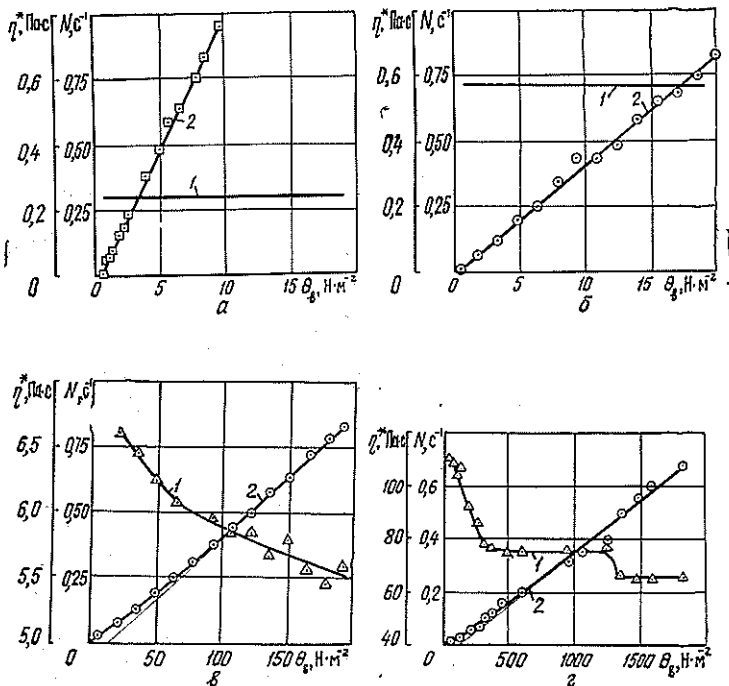 η*, Па·с N, с⁻¹
0,6 0,75
0,4 0,50
0,2 0,25
0
2
1
0 5 10 15 θ_в, Н·м⁻²
а
η*, Па·с N, с⁻¹
0,6 0,75
0,4 0,50
0,2 0,25
0
1
2
0 5 10 15 θ_в, Н·м⁻²
б
η*, Па·с N, с⁻¹
6,5 0,75
6,0 0,50
5,5 0,25
5,0
1
2
0 50 100 150 θ_в, Н·м⁻²
в
η*, Па·с N, с⁻¹
100 0,6
80 0,4
60 0,2
40
1
2
0 500 1000 1500 θ_в, Н·м⁻²
г